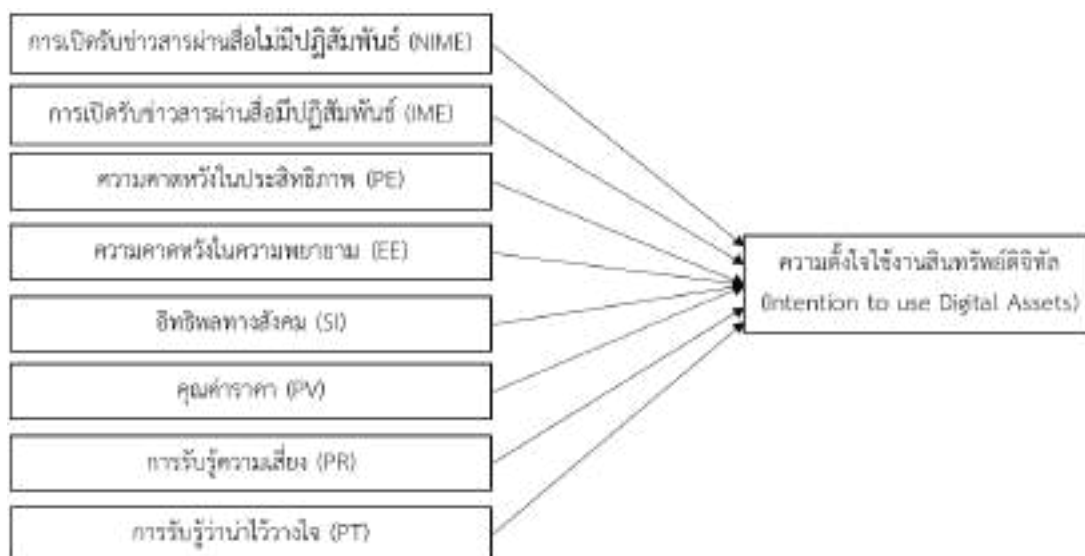 การเปิดรับข่าวสารผ่านสื่อไม่มีปฏิสัมพันธ์ (NIME)
การเปิดรับข่าวสารผ่านสื่อมีปฏิสัมพันธ์ (IME)
ความคาดหวังในประสิทธิภาพ (PE)
ความคาดหวังในความพยายาม (EE)
อิทธิพลทางสังคม (SI)
คุณค่าราคา (PV)
การรับรู้ความเสี่ยง (PR)
การรับรู้ว่าน่าไว้วางใจ (PT)
ความตั้งใจใช้งานสินทรัพย์ดิจิทัล
(Intention to use Digital Assets)